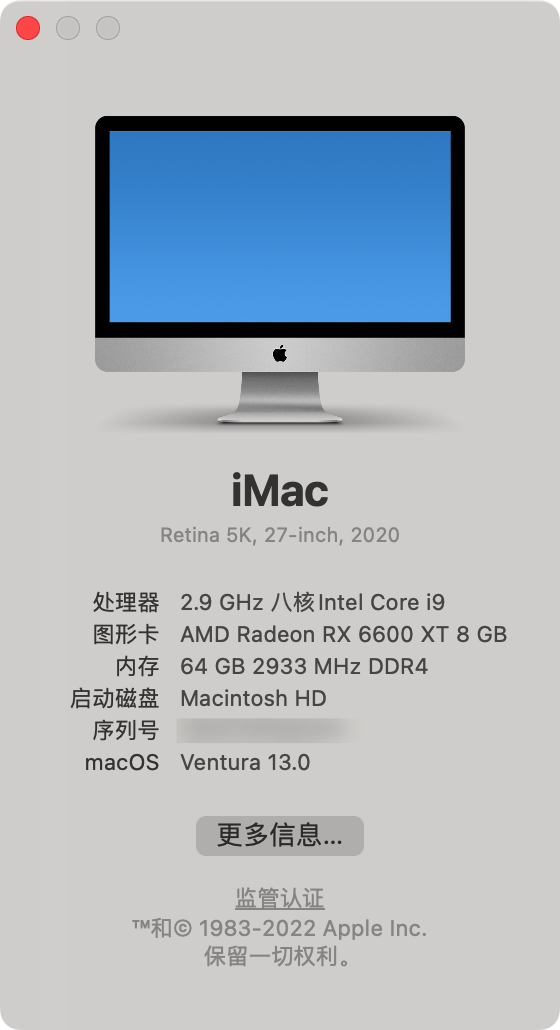 iMac
Retina 5K, 27-inch, 2020
处理器 2.9 GHz 八核Intel Core i9
图形卡 AMD Radeon RX 6600 XT 8 GB
内存 64 GB 2933 MHz DDR4
启动磁盘 Macintosh HD
序列号
macOS Ventura 13.0
更多信息...
监管认证
™和© 1983-2022 Apple Inc.
保留一切权利。